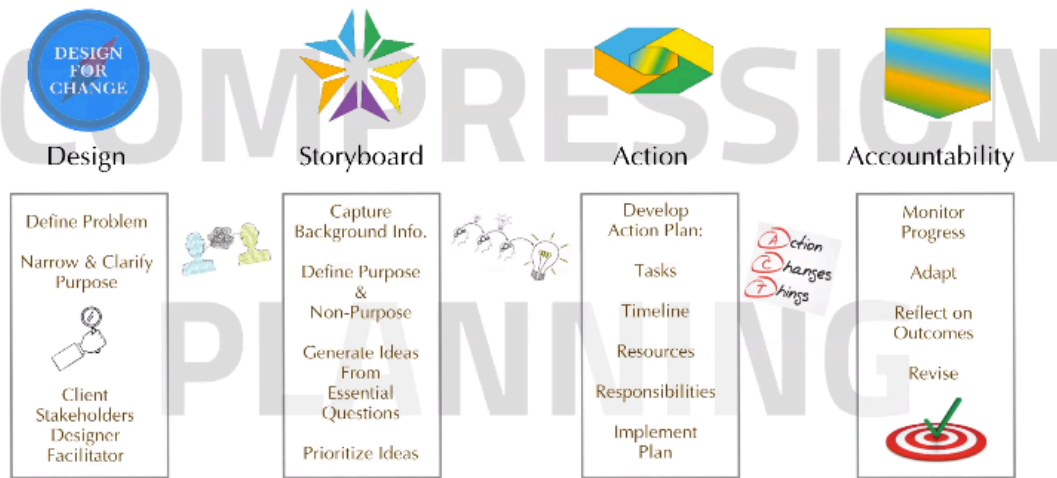 COMPRESSION
PLANNING
DESIGN
FOR
CHANGE
Design
Storyboard
Action
Accountability
Define Problem
Narrow & Clarify
Purpose
Client
Stakeholders
Designer
Facilitator
Capture
Background Info.
Define Purpose
&
Non-Purpose
Generate Ideas
From
Essential
Questions
Prioritize Ideas
Develop
Action Plan:
Tasks
Timeline
Resources
Responsibilities
Implement
Plan
Action
Changes
Things
Monitor
Progress
Adapt
Reflect on
Outcomes
Revise